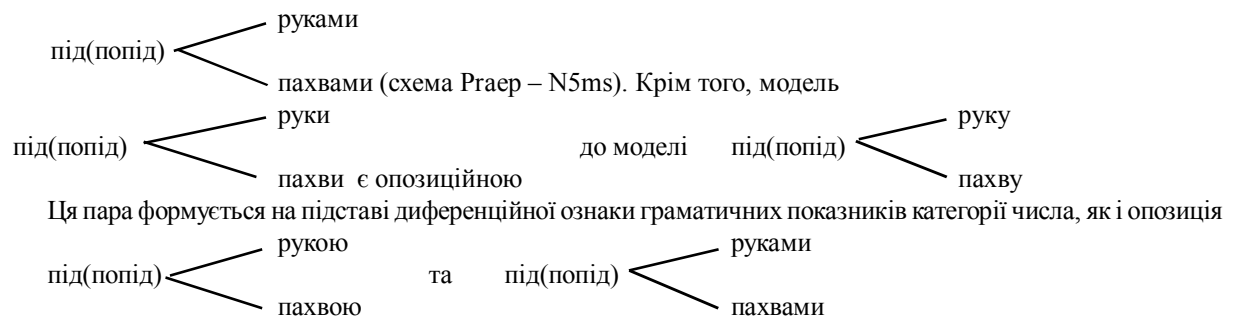 руками
під(попід)
пахвами (схема Praep – N5ms). Крім того, модель
руки руку
під(попід) до моделі під(попід)
пахви є опозиційною пахву
Ця пара формується на підставі диференційної ознаки граматичних показників категорії числа, як і опозиція
рукою руками
під(попід) та під(попід)
пахвою пахвами